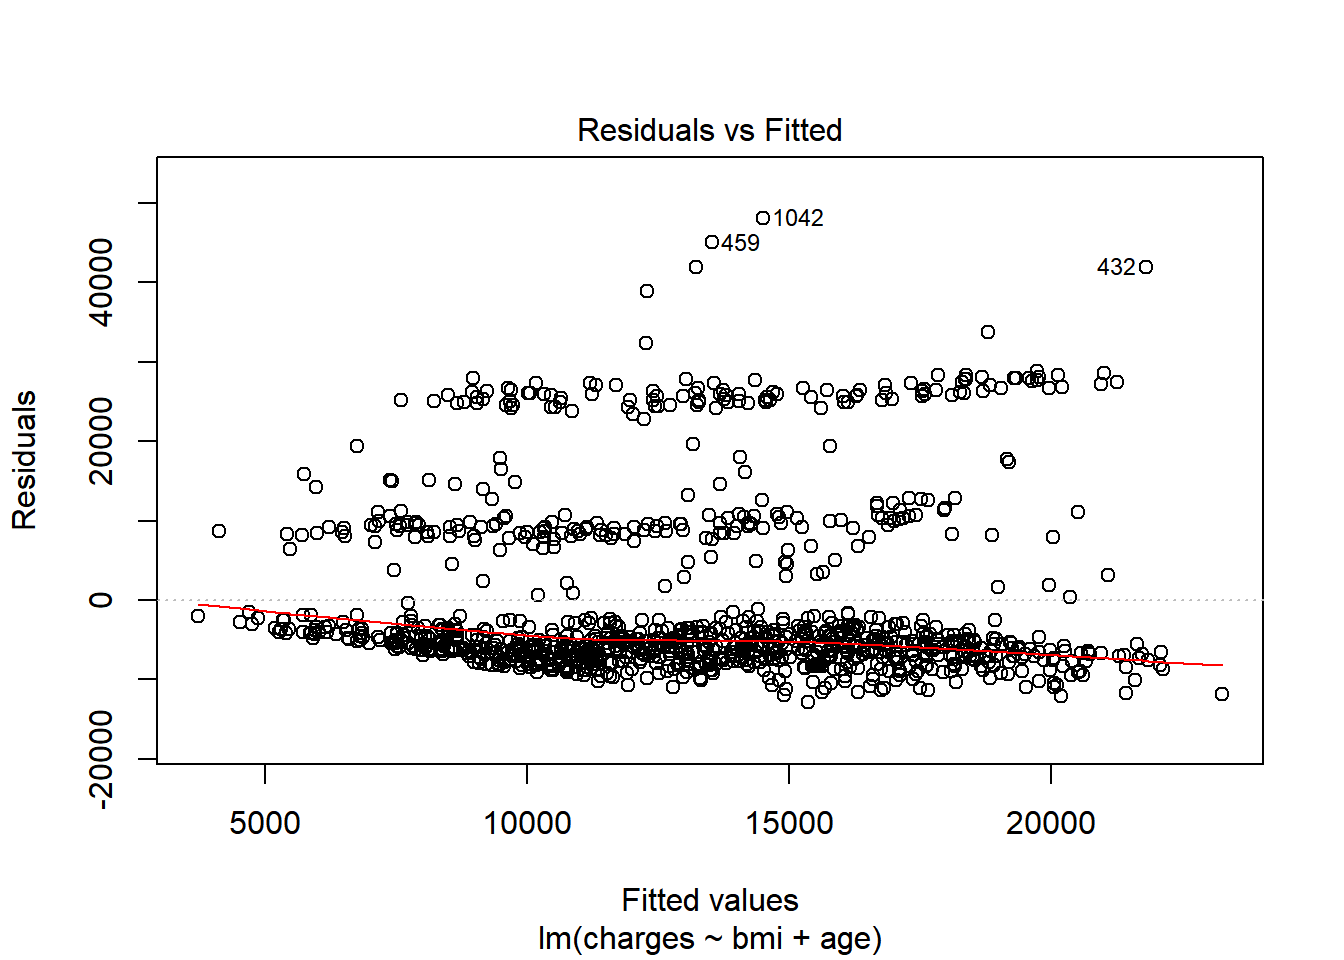 Residuals vs Fitted
1042
459
432
Residuals
40000
20000
0
-20000
5000 10000 15000 20000
Fitted values
lm(charges ~ bmi + age)